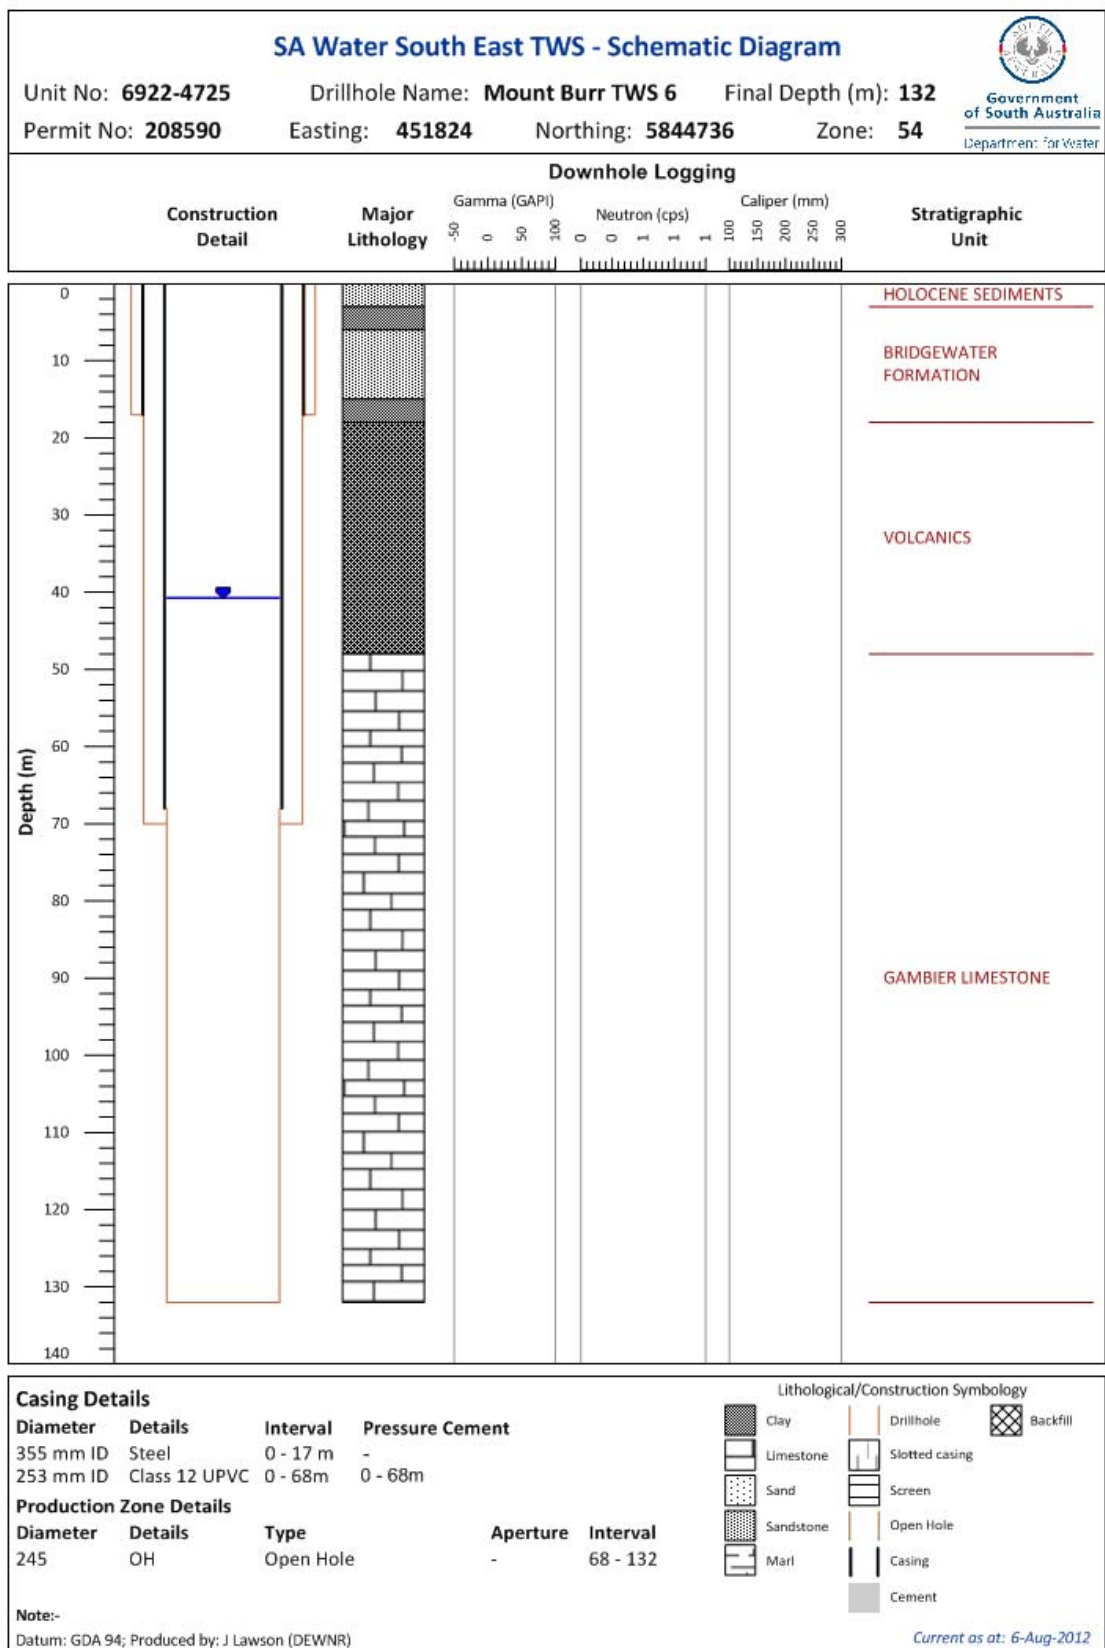 SA Water South East TWS - Schematic Diagram
Unit No: 6922-4725 Drillhole Name: Mount Burr TWS 6 Final Depth (m): 132
Permit No: 208590 Easting: 451824 Northing: 5844736 Zone: 54
SOUTH AUSTRALIA
Government
of South Australia
Department for Water
Downhole Logging
Construction
Detail
Major
Lithology
Gamma (GAPI)
-50 0 50 100
Neutron (cps)
0 0 1 1 1
Caliper (mm)
100 150 200 250 300
Stratigraphic
Unit
Depth (m)
0
10
20
30
40
50
60
70
80
90
100
110
120
130
140
HOLOCENE SEDIMENTS
BRIDGEWATER
FORMATION
VOLCANICS
GAMBIER LIMESTONE
Casing Details
Diameter Details Interval Pressure Cement
355 mm ID Steel 0 - 17 m -
253 mm ID Class 12 UPVC 0 - 68m 0 - 68m
Production Zone Details
Diameter Details Type Aperture Interval
245 OH Open Hole - 68 - 132
Note:-
Datum: GDA 94; Produced by: J Lawson (DEWNR)
Lithological/Construction Symbology
Clay Drillhole Backfill
Limestone Slotted casing
Sand Screen
Sandstone Open Hole
Marl Casing
Cement
Current as at: 6-Aug-2012